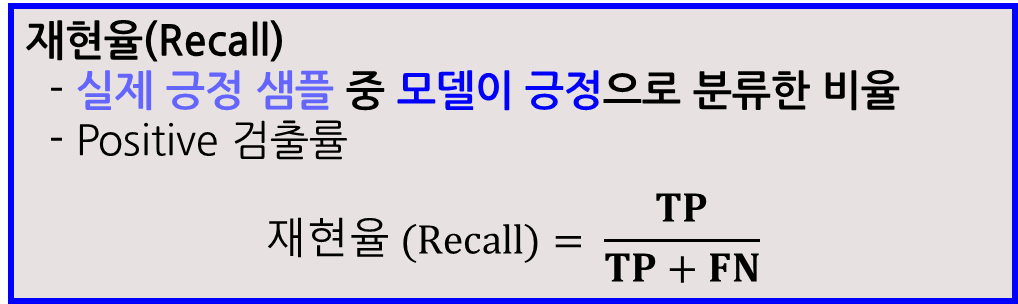 재현율(Recall)
- 실제 긍정 샘플 중 모델이 긍정으로 분류한 비율
- Positive 검출률
재현율 (Recall) = TP / TP + FN